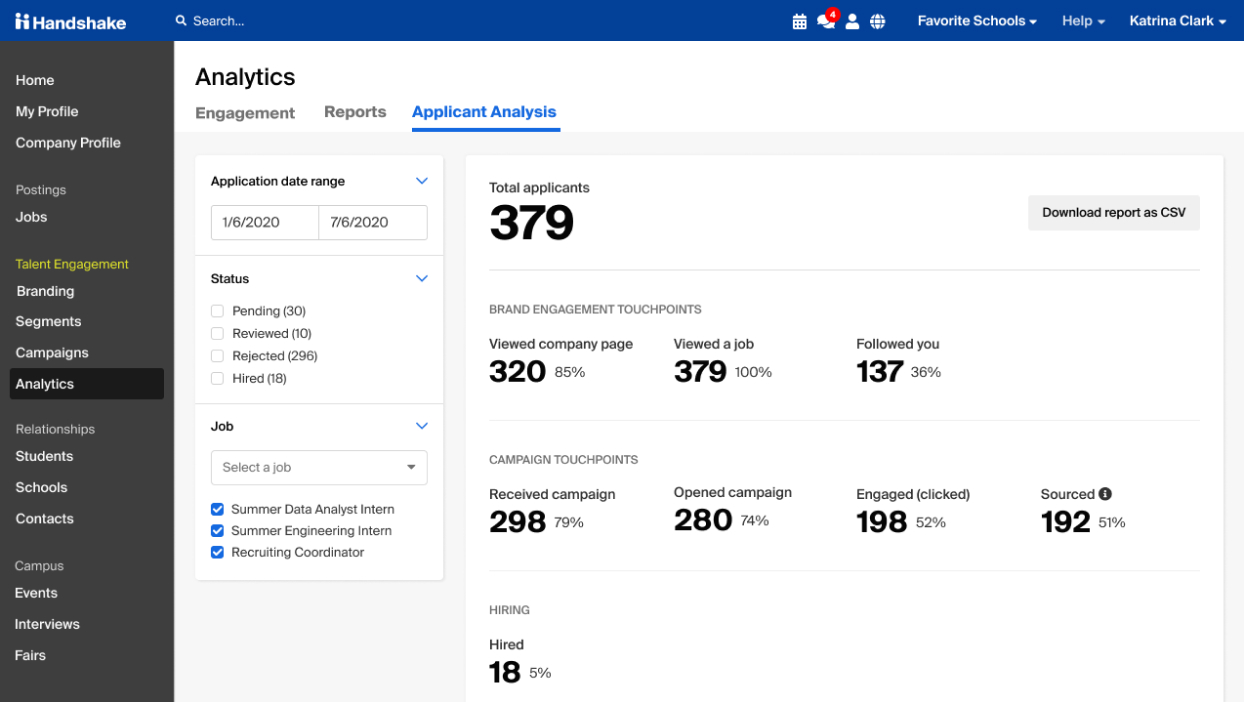 Handshake
Search...
4
Favorite Schools
Help
Katrina Clark
Home
My Profile
Company Profile
Postings
Jobs
Talent Engagement
Branding
Segments
Campaigns
Analytics
Relationships
Students
Schools
Contacts
Campus
Events
Interviews
Fairs
Analytics
Engagement Reports Applicant Analysis
Application date range
1/6/2020 7/6/2020
Status
Pending (30)
Reviewed (10)
Rejected (296)
Hired (18)
Job
Select a job
Summer Data Analyst Intern
Summer Engineering Intern
Recruiting Coordinator
Total applicants
379
Download report as CSV
BRAND ENGAGEMENT TOUCHPOINTS
Viewed company page Viewed a job Followed you
320 85% 379 100% 137 36%
CAMPAIGN TOUCHPOINTS
Received campaign Opened campaign Engaged (clicked) Sourced
298 79% 280 74% 198 52% 192 51%
HIRING
Hired
18 5%